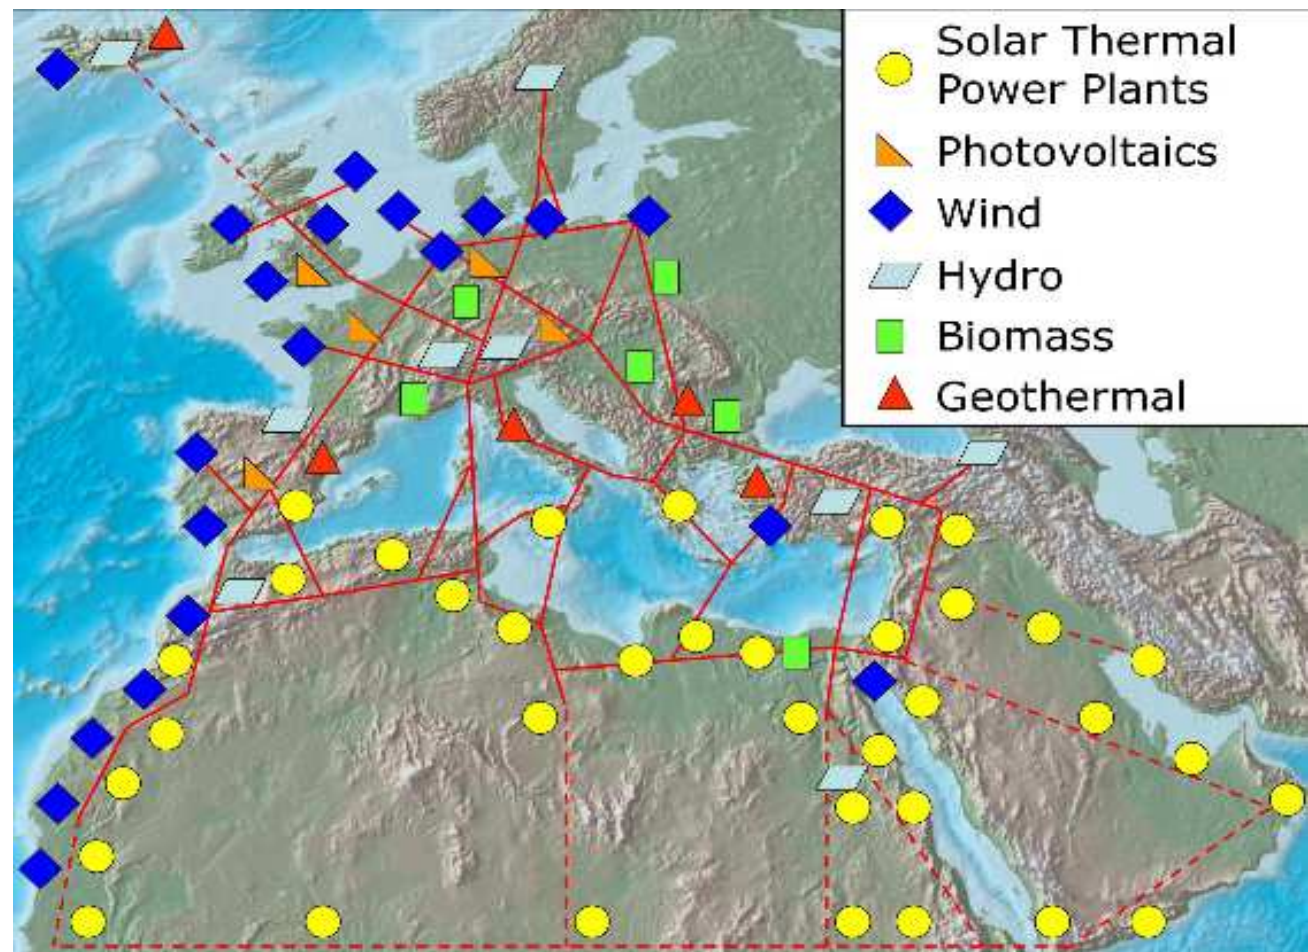 Solar Thermal
Power Plants
Photovoltaics
Wind
Hydro
Biomass
Geothermal